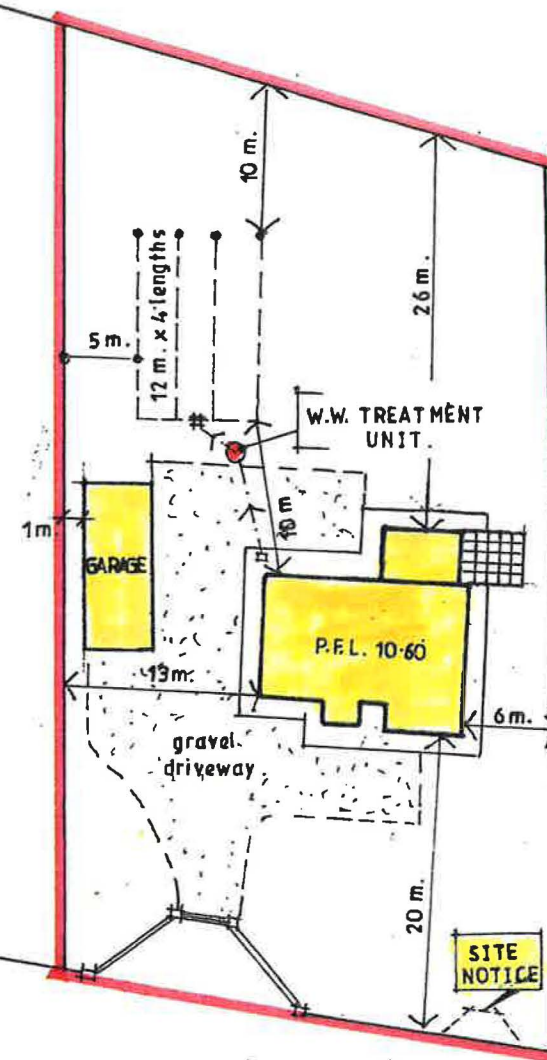 10 m.
26 m.
12 m. x 4 lengths
5 m.
W.W. TREATMENT
UNIT.
1m.
10 m
GARAGE
P.F.L. 10·60
13m.
6m.
gravel
driveway
20 m.
SITE
NOTICE